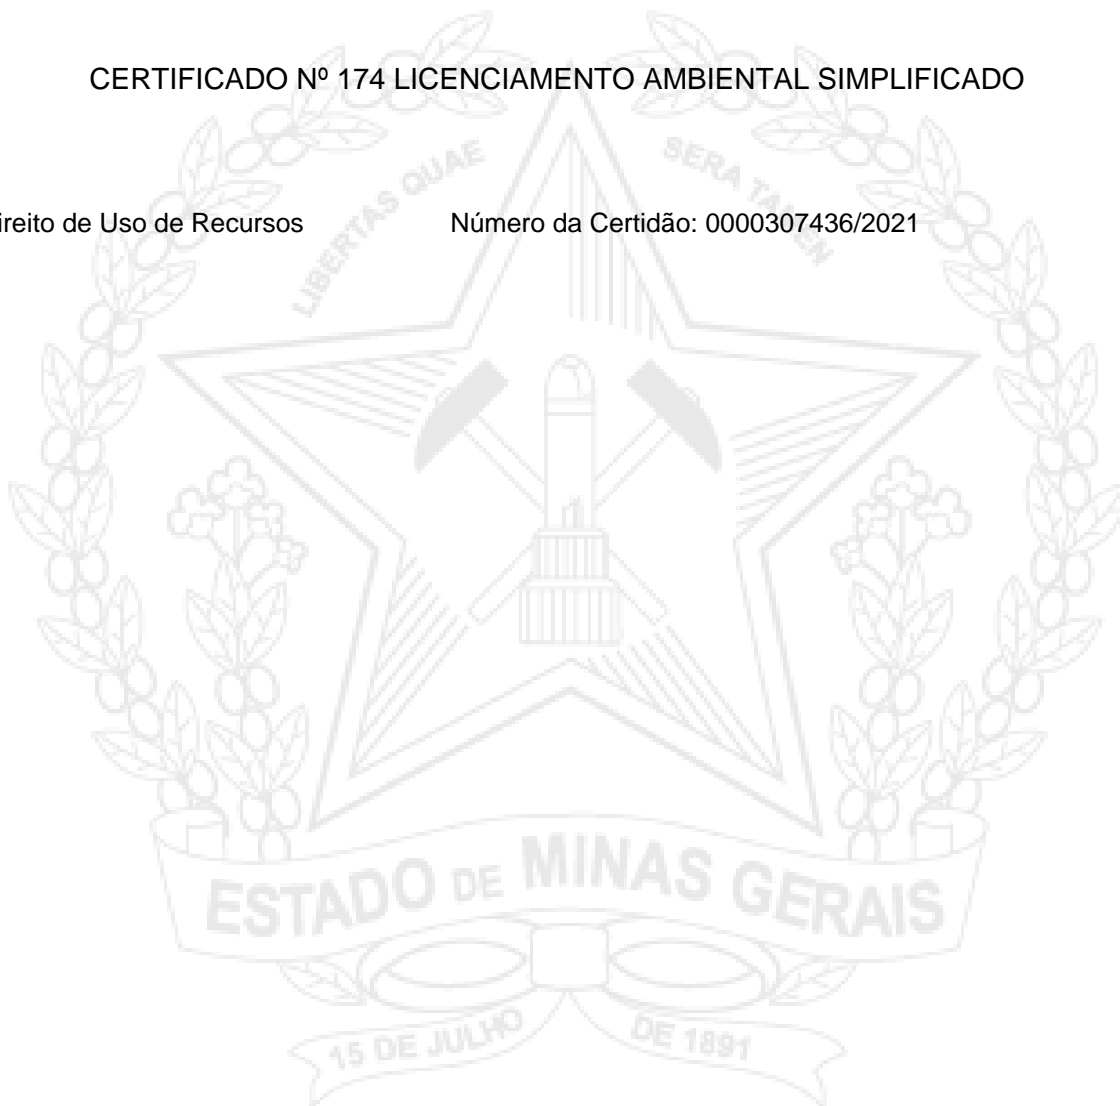 CERTIFICADO Nº 174 LICENCIAMENTO AMBIENTAL SIMPLIFICADO
LIBERTAS QUAE SERA TAMEN
ireito de Uso de Recursos Número da Certidão: 0000307436/2021
ESTADO DE MINAS GERAIS
15 DE JULHO DE 1891